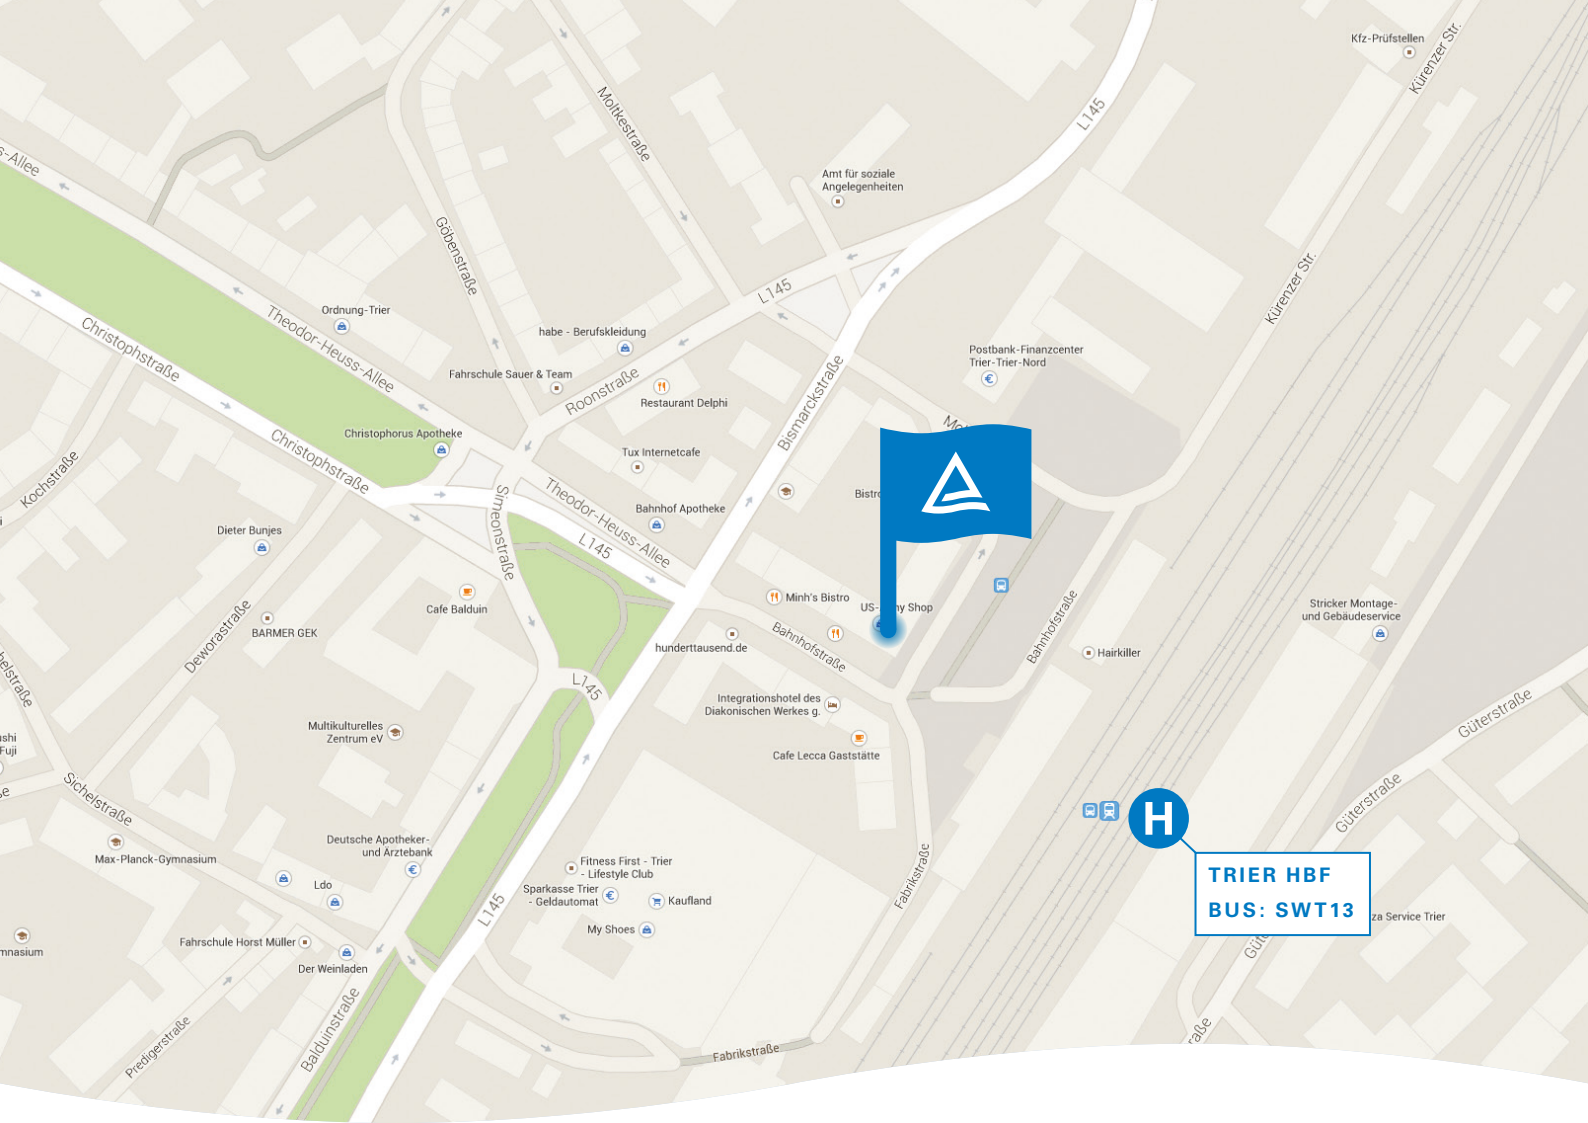 Kfz-Prüfstellen
Kürenzer Str.
L145
Moltkestraße
Amt für soziale
Angelegenheiten
s-Allee
Göbenstraße
Kürenzer Str.
L145
Ordnung-Trier
Theodor-Heuss-Allee
Christophstraße
habe - Berufskleidung
Postbank-Finanzcenter
Trier-Trier-Nord
Fahrschule Sauer & Team
Roonstraße
Restaurant Delphi
Bismarckstraße
Christophorus Apotheke
Christophstraße
Kochstraße
Tux Internetcafe
Simeonstraße
Theodor-Heuss-Allee
Bahnhof Apotheke
L145
Dieter Bunjes
Cafe Balduin
BARMER GEK
Deworastraße
Minh's Bistro
hunderttausend.de
Bahnhofstraße
Bahnhofstraße
Hairkiller
Stricker Montage-
und Gebäudeservice
L145
Integrationshotel des
Diakonischen Werkes g.
Cafe Lecca Gaststätte
Multikulturelles
Zentrum eV
Fuji
Güterstraße
Güterstraße
Sichelstraße
Max-Planck-Gymnasium
Deutsche Apotheker-
und Ärztebank
Ldo
Fitness First - Trier
- Lifestyle Club
Sparkasse Trier
- Geldautomat
Kaufland
My Shoes
L145
Fabrikstraße
H
TRIER HBF
BUS: SWT13
za Service Trier
Fahrschule Horst Müller
Der Weinladen
mnasium
Balduinstraße
Predigerstraße
Fabrikstraße
raße